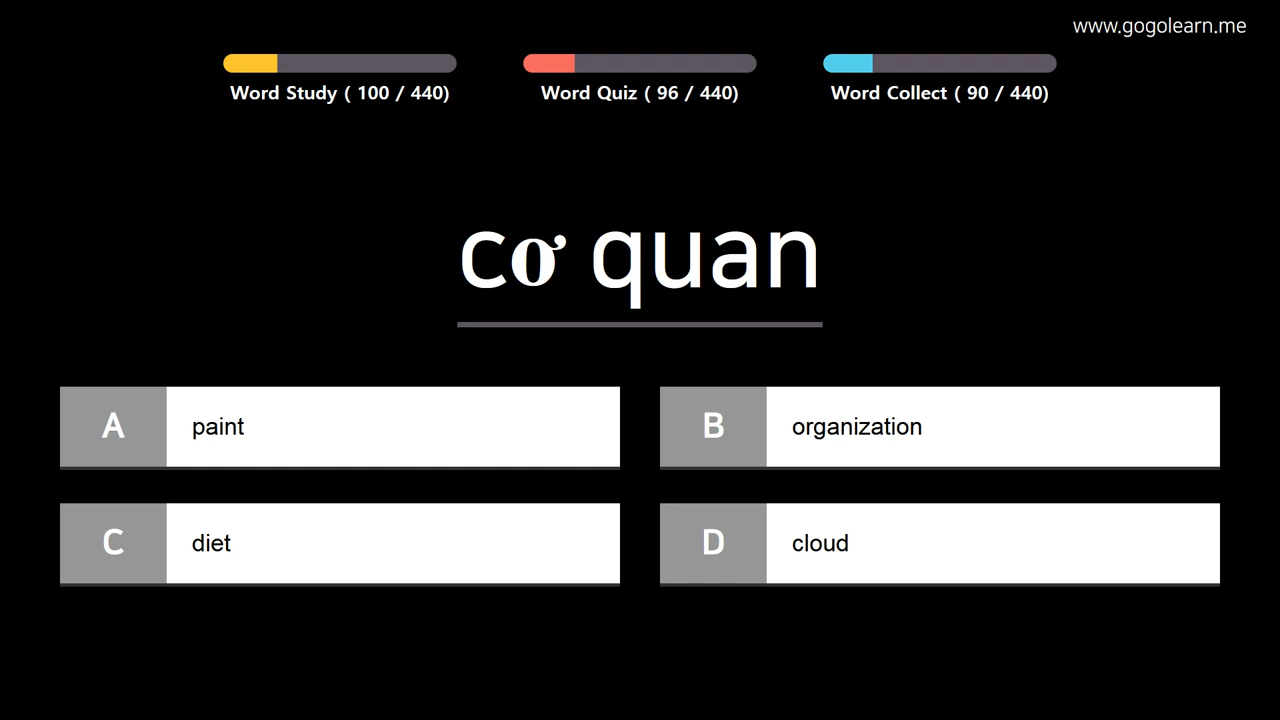 www.gogolearn.me
Word Study ( 100 / 440)
Word Quiz ( 96 / 440)
Word Collect ( 90 / 440)
cơ quan
A paint
B organization
C diet
D cloud